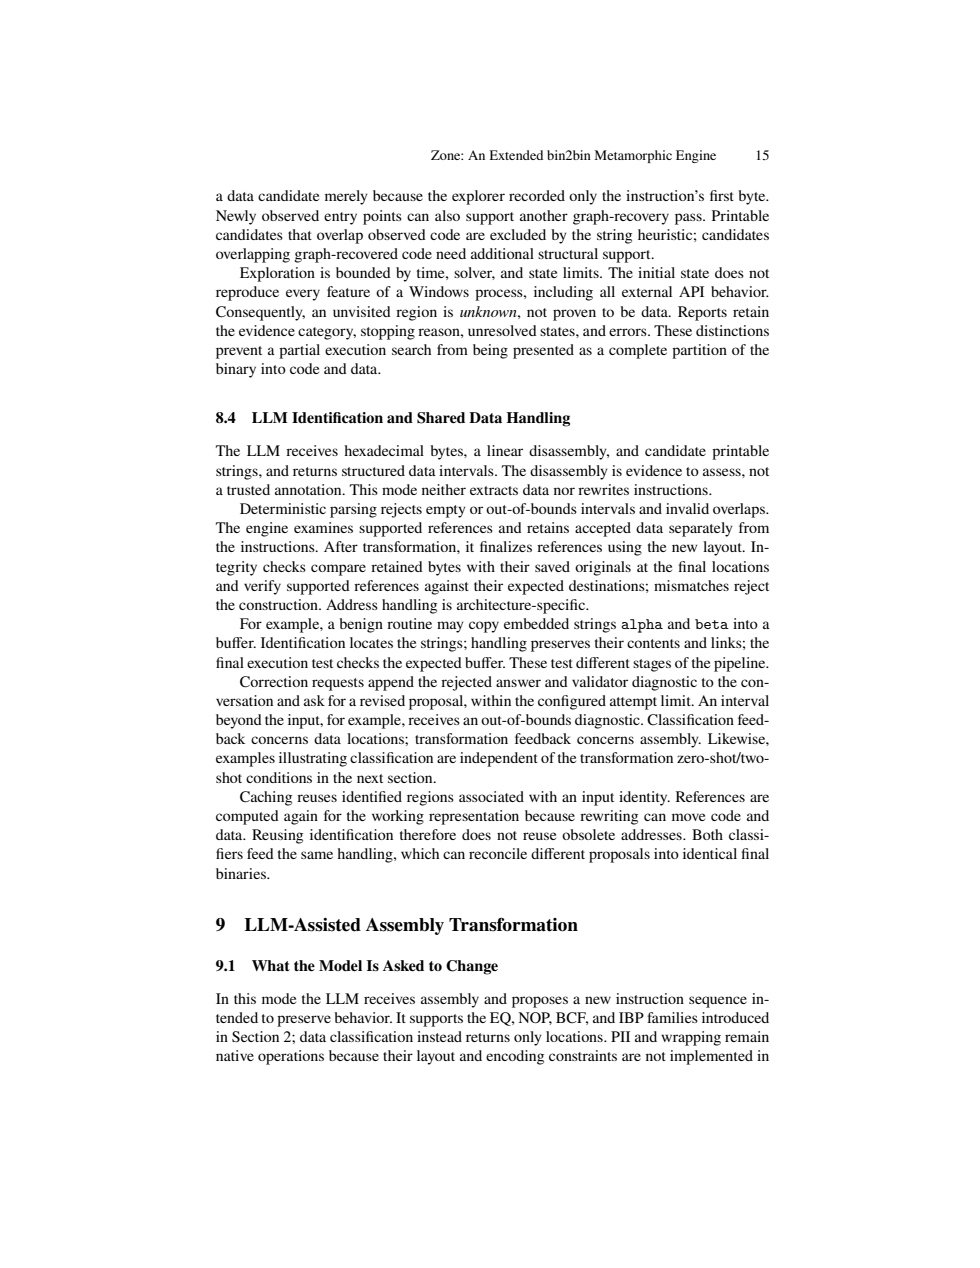 Zone: An Extended bin2bin Metamorphic Engine 15
a data candidate merely because the explorer recorded only the instruction's first byte.
Newly observed entry points can also support another graph-recovery pass. Printable
candidates that overlap observed code are excluded by the string heuristic; candidates
overlapping graph-recovered code need additional structural support.
Exploration is bounded by time, solver, and state limits. The initial state does not
reproduce every feature of a Windows process, including all external API behavior.
Consequently, an unvisited region is unknown, not proven to be data. Reports retain
the evidence category, stopping reason, unresolved states, and errors. These distinctions
prevent a partial execution search from being presented as a complete partition of the
binary into code and data.
8.4 LLM Identification and Shared Data Handling
The LLM receives hexadecimal bytes, a linear disassembly, and candidate printable
strings, and returns structured data intervals. The disassembly is evidence to assess, not
a trusted annotation. This mode neither extracts data nor rewrites instructions.
Deterministic parsing rejects empty or out-of-bounds intervals and invalid overlaps.
The engine examines supported references and retains accepted data separately from
the instructions. After transformation, it finalizes references using the new layout. In-
tegrity checks compare retained bytes with their saved originals at the final locations
and verify supported references against their expected destinations; mismatches reject
the construction. Address handling is architecture-specific.
For example, a benign routine may copy embedded strings alpha and beta into a
buffer. Identification locates the strings; handling preserves their contents and links; the
final execution test checks the expected buffer. These test different stages of the pipeline.
Correction requests append the rejected answer and validator diagnostic to the con-
versation and ask for a revised proposal, within the configured attempt limit. An interval
beyond the input, for example, receives an out-of-bounds diagnostic. Classification feed-
back concerns data locations; transformation feedback concerns assembly. Likewise,
examples illustrating classification are independent of the transformation zero-shot/two-
shot conditions in the next section.
Caching reuses identified regions associated with an input identity. References are
computed again for the working representation because rewriting can move code and
data. Reusing identification therefore does not reuse obsolete addresses. Both classi-
fiers feed the same handling, which can reconcile different proposals into identical final
binaries.
9 LLM-Assisted Assembly Transformation
9.1 What the Model Is Asked to Change
In this mode the LLM receives assembly and proposes a new instruction sequence in-
tended to preserve behavior. It supports the EQ, NOP, BCF, and IBP families introduced
in Section 2; data classification instead returns only locations. PII and wrapping remain
native operations because their layout and encoding constraints are not implemented in